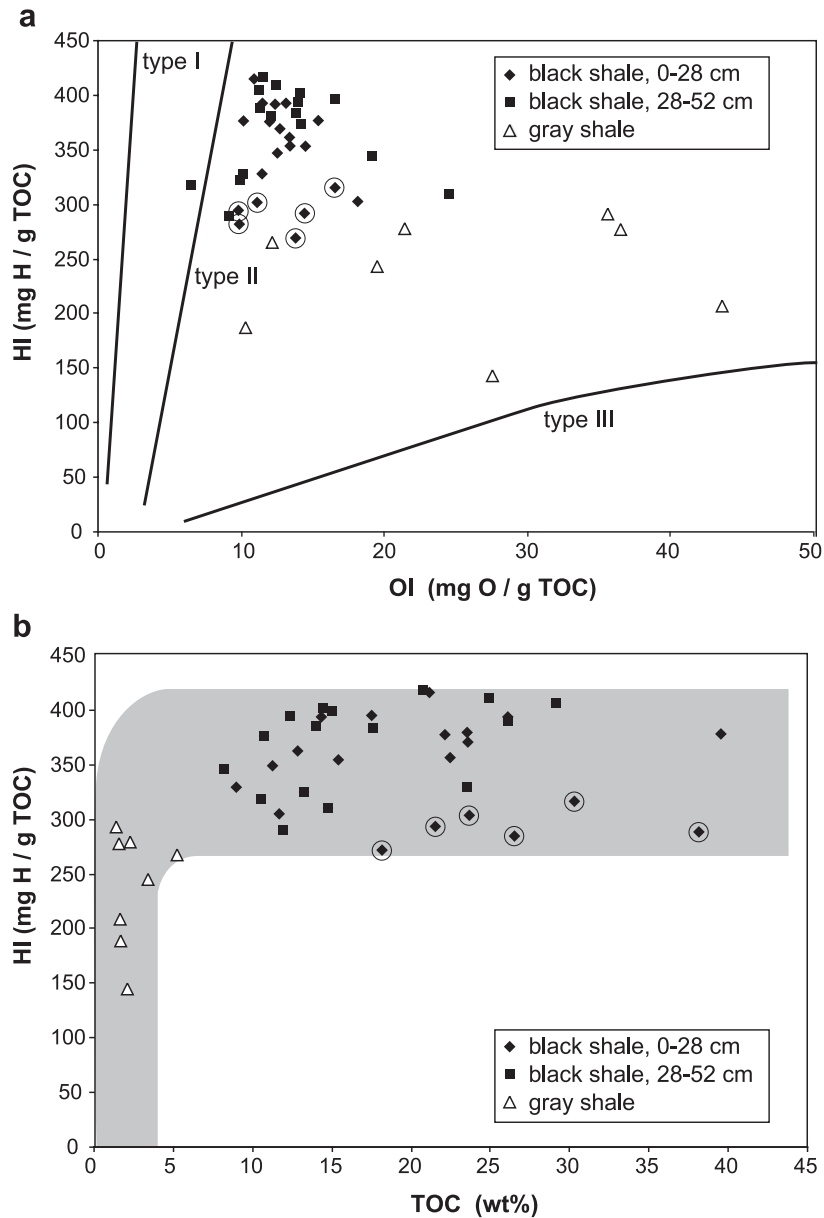 a
450
400
350
300
250
200
150
100
50
0
HI (mg H / g TOC)
type I
type II
type III
black shale, 0-28 cm
black shale, 28-52 cm
gray shale
0
10
20
30
40
50
OI (mg O / g TOC)
b
450
400
350
300
250
200
150
100
50
0
HI (mg H / g TOC)
black shale, 0-28 cm
black shale, 28-52 cm
gray shale
0
5
10
15
20
25
30
35
40
45
TOC (wt%)